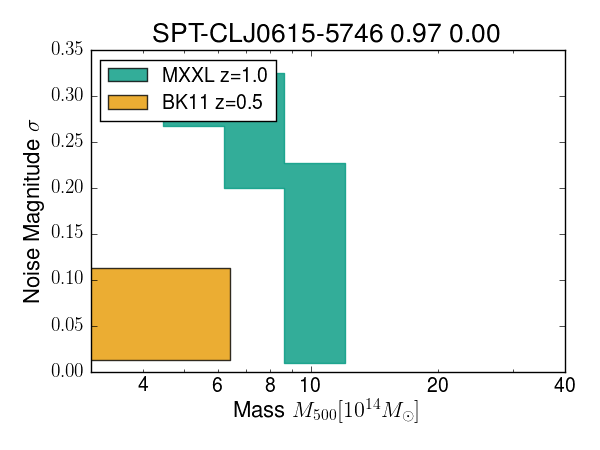 SPT-CLJ0615-5746 0.97 0.00
0.35
0.30
0.25
0.20
0.15
0.10
0.05
0.00
Noise Magnitude σ
MXXL z=1.0
BK11 z=0.5
4 6 8 10 20 40
Mass M₅₀₀[10¹⁴M⊙]